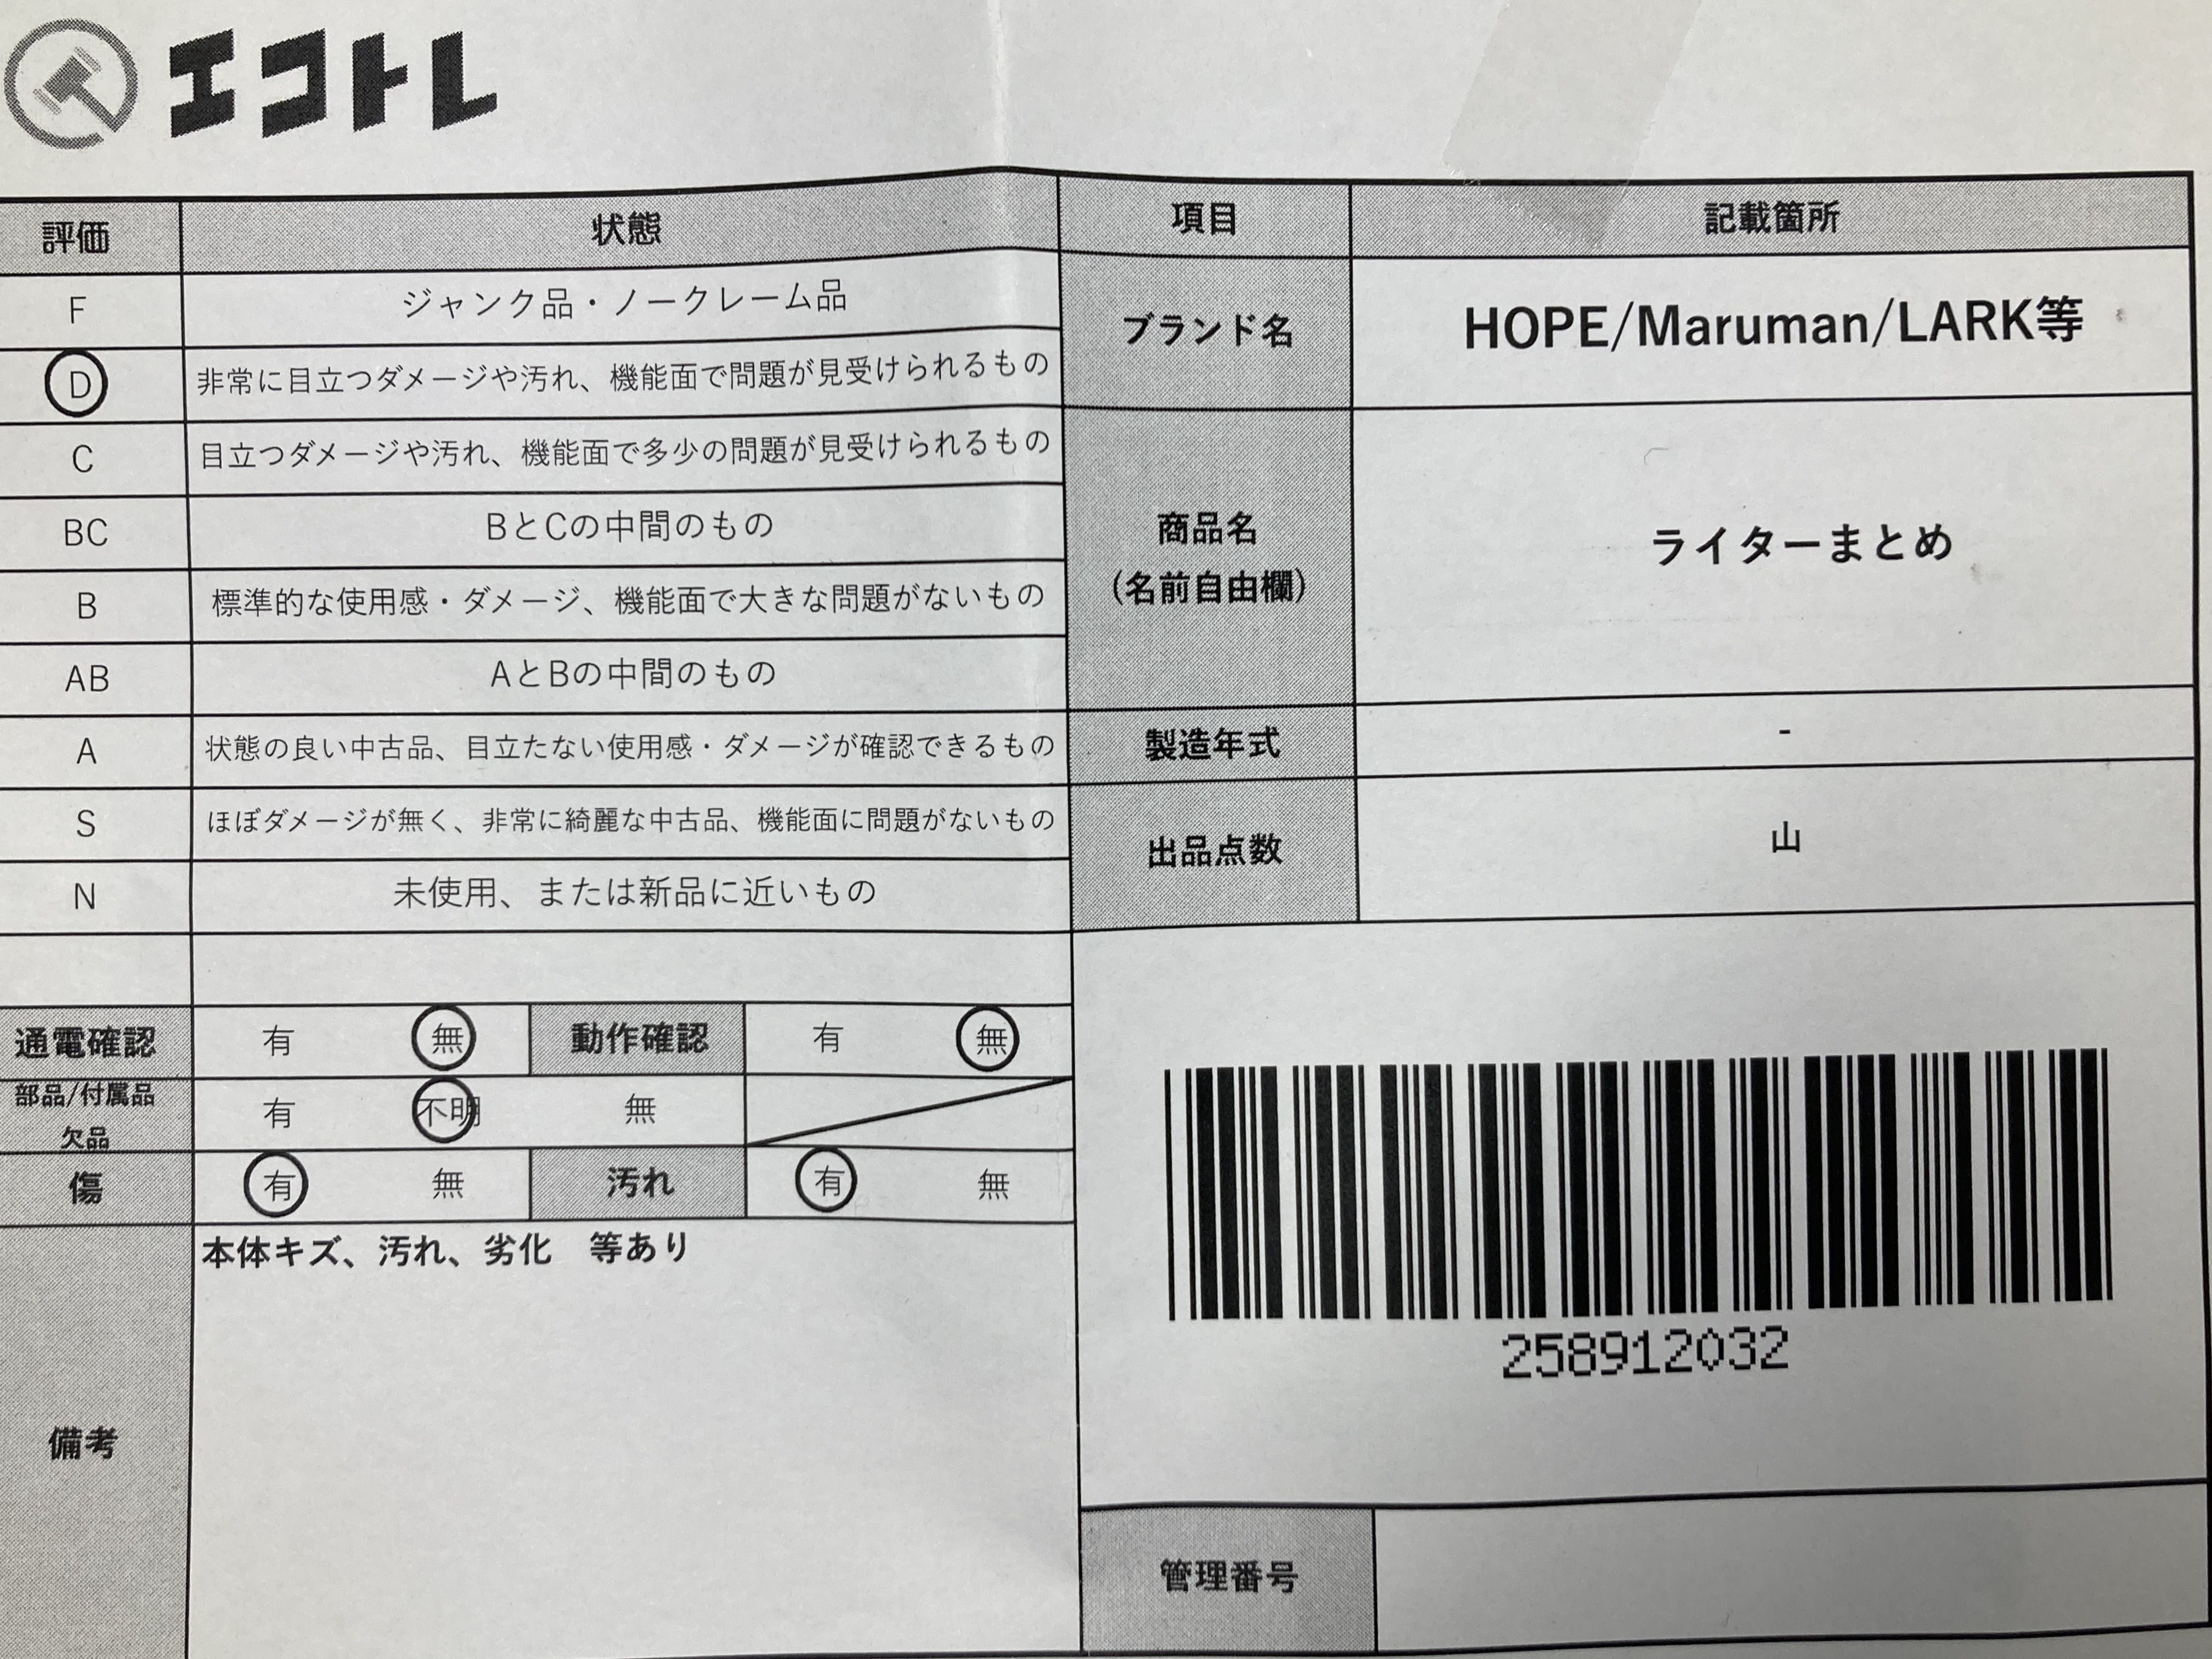 エコトレ
評価 状態
F ジャンク品・ノークレーム品
D 非常に目立つダメージや汚れ、機能面で問題が見受けられるもの
C 目立つダメージや汚れ、機能面で多少の問題が見受けられるもの
BC BとCの中間のもの
B 標準的な使用感・ダメージ、機能面で大きな問題がないもの
AB AとBの中間のもの
A 状態の良い中古品、目立たない使用感・ダメージが確認できるもの
S ほぼダメージが無く、非常に綺麗な中古品、機能面に問題がないもの
N 未使用、または新品に近いもの
通電確認 有 無 動作確認 有 無
部品/付属品
欠品 有 不明 無
傷 有 無 汚れ 有 無
備考
本体キズ、汚れ、劣化 等あり
項目 記載箇所
ブランド名 HOPE/Maruman/LARK等
商品名
(名前自由欄)
ライターまとめ
製造年式 -
出品点数 山
258912032
管理番号